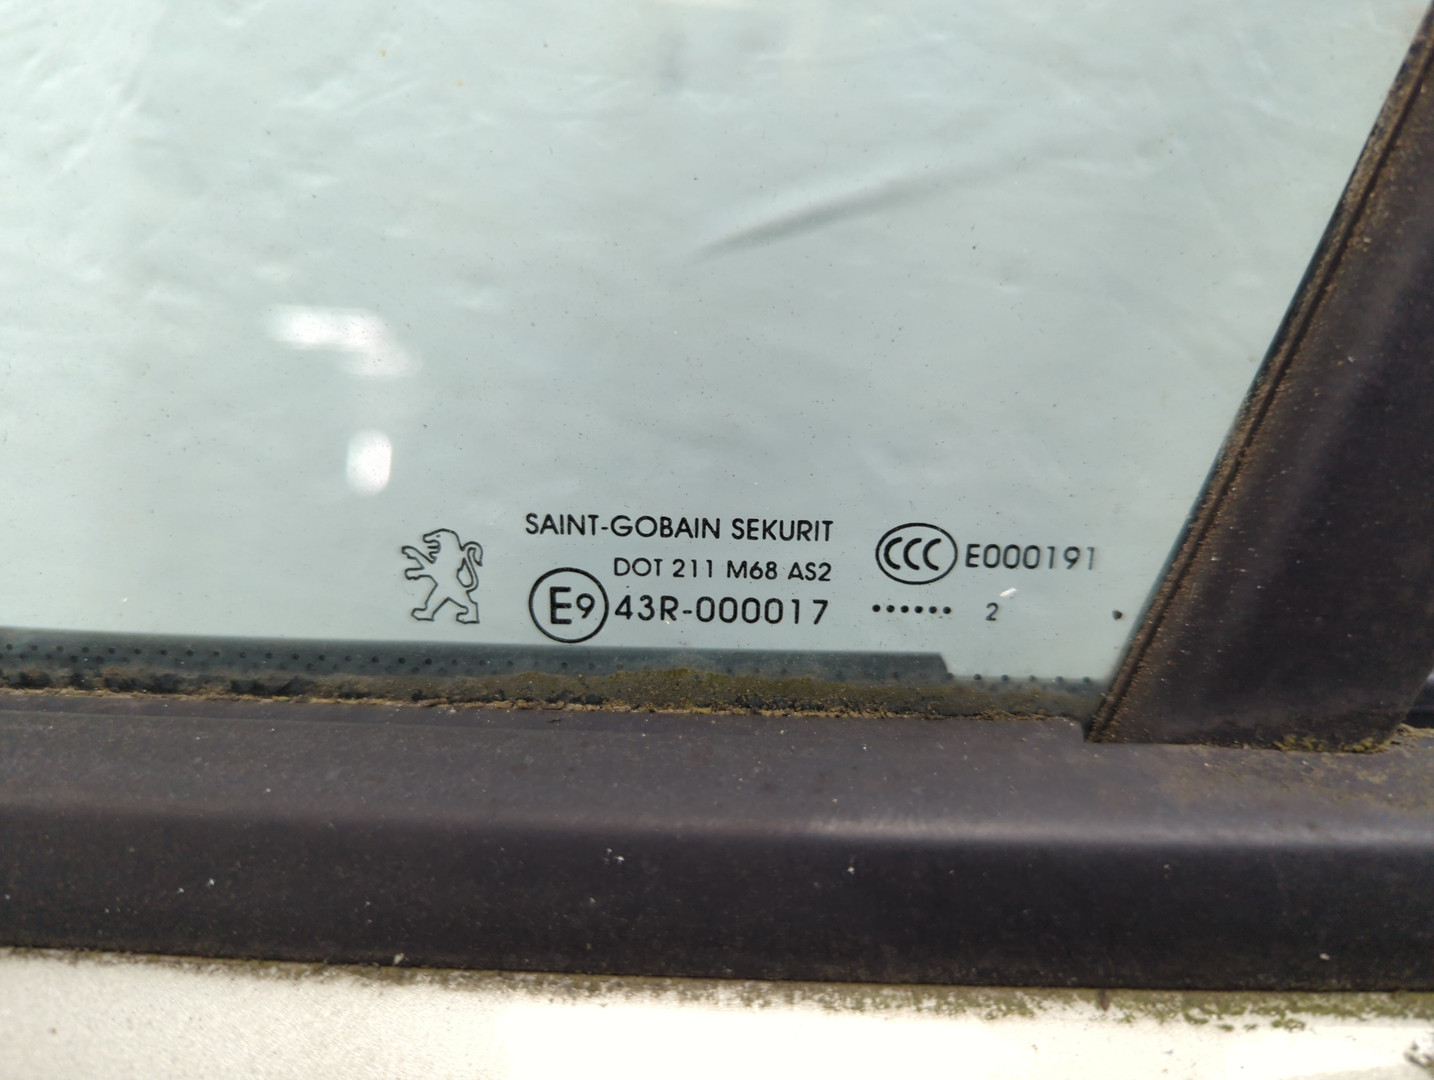 SAINT-GOBAIN SEKURIT
DOT 211 M68 AS2
E9 43R-000017
CCC E000191
...... 2